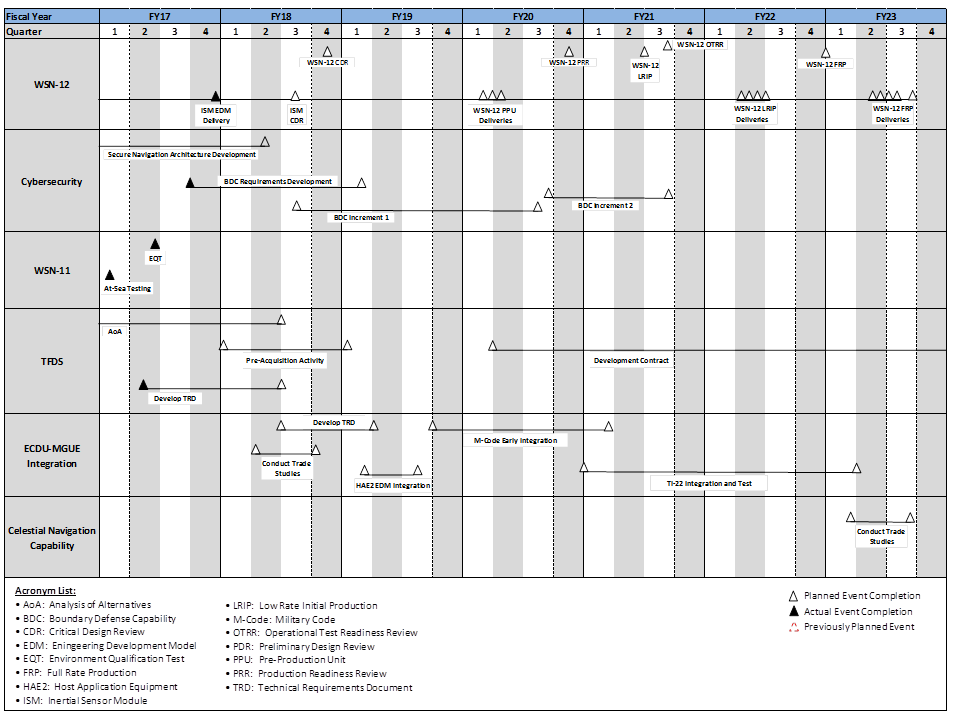 Fiscal Year FY17 FY18 FY19 FY20 FY21 FY22 FY23
Quarter 1 2 3 4 1 2 3 4 1 2 3 4 1 2 3 4 1 2 3 4 1 2 3 4 1 2 3 4
WSN-12
WSN-12 CDR
WSN-12 PRR
WSN-12
LRIP
WSN-12 OTRR
WSN-12 FRP
ISM EDM
Delivery
ISM
CDR
WSN-12 PPU
Deliveries
WSN-12 LRIP
Deliveries
WSN-12 FRP
Deliveries
Cybersecurity
Secure Navigation Architecture Development
BDC Requirements Development
BDC Increment 1
BDC Increment 2
WSN-11
EQT
At-Sea Testing
TFDS
AoA
Pre-Acquisition Activity
Development Contract
Develop TRD
ECDU-MGUE
Integration
Develop TRD
M-Code Early Integration
Conduct Trade
Studies
HAE2 EDM Integration
TI-22 Integration and Test
Celestial Navigation
Capability
Conduct Trade
Studies
Acronym List:
• AoA: Analysis of Alternatives
• BDC: Boundary Defense Capability
• CDR: Critical Design Review
• EDM: Eningeering Development Model
• EQT: Environment Qualification Test
• FRP: Full Rate Production
• HAE2: Host Application Equipment
• ISM: Inertial Sensor Module
• LRIP: Low Rate Initial Production
• M-Code: Military Code
• OTRR: Operational Test Readiness Review
• PDR: Preliminary Design Review
• PPU: Pre-Production Unit
• PRR: Production Readiness Review
• TRD: Technical Requirements Document
Planned Event Completion
Actual Event Completion
Previously Planned Event